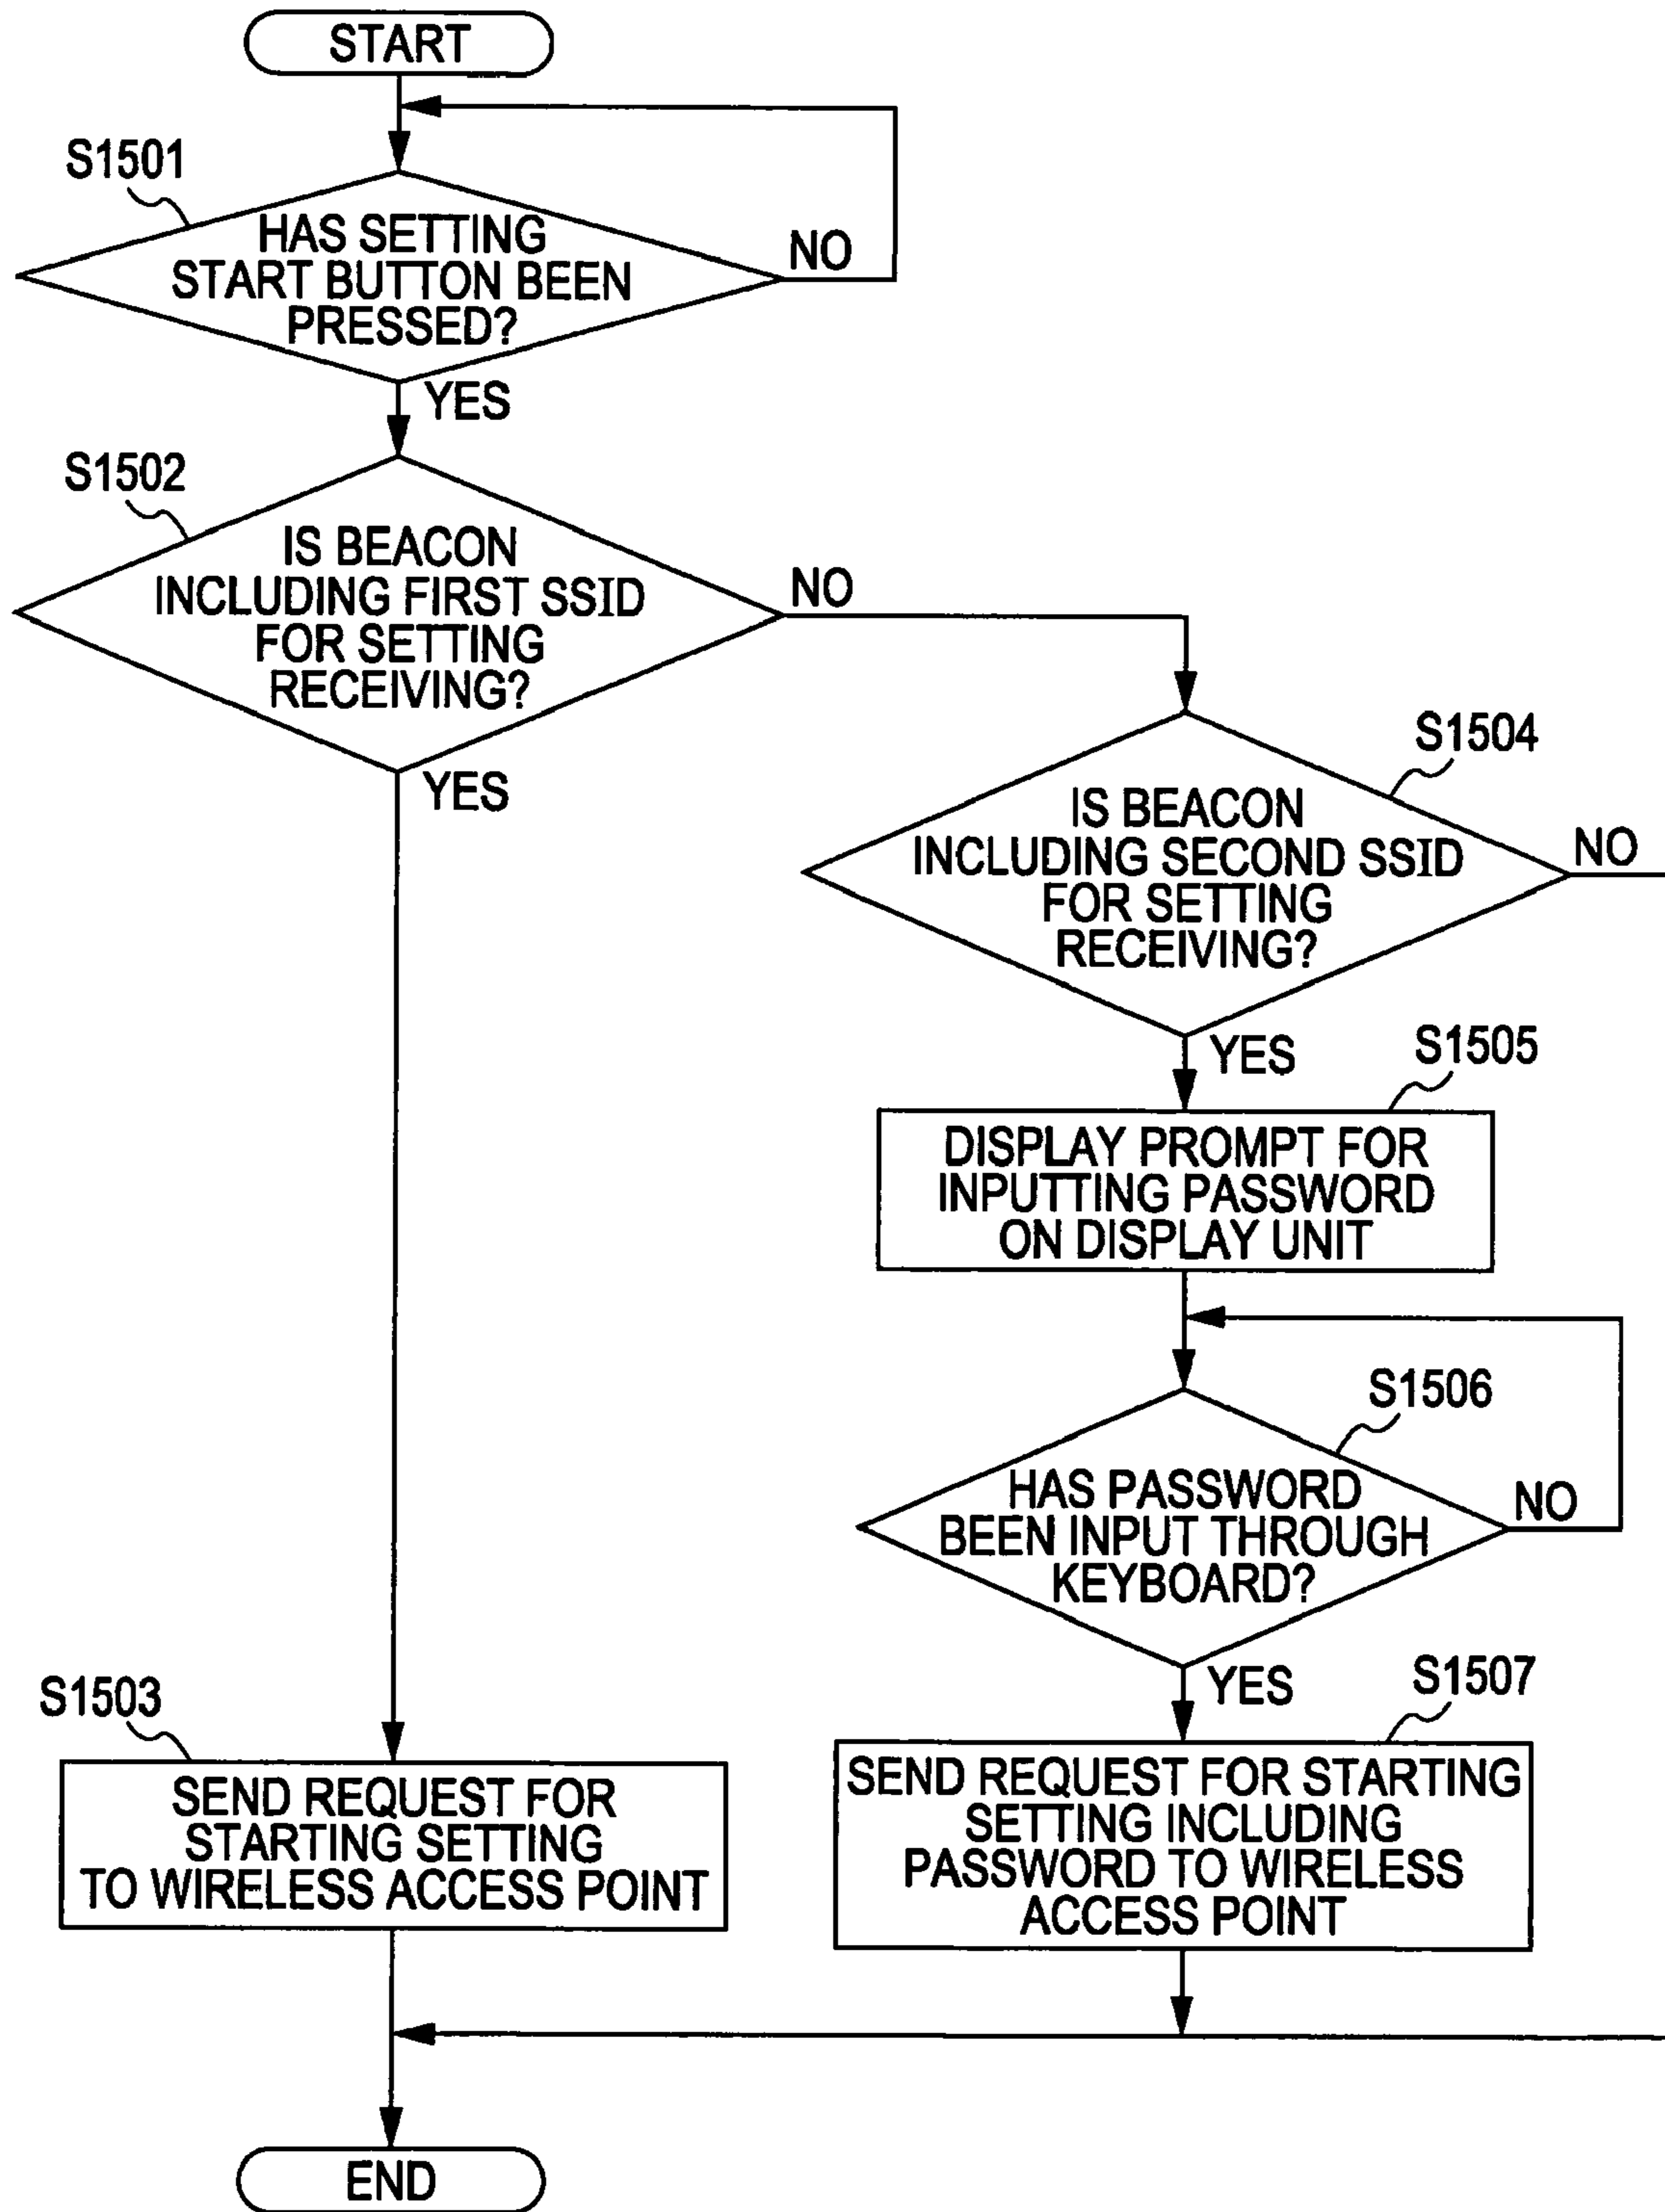 START
S1501
HAS SETTING
START BUTTON BEEN
PRESSED?
NO
YES
S1502
IS BEACON
INCLUDING FIRST SSID
FOR SETTING
RECEIVING?
NO
YES
S1504
IS BEACON
INCLUDING SECOND SSID
FOR SETTING
RECEIVING?
NO
YES
S1505
DISPLAY PROMPT FOR
INPUTTING PASSWORD
ON DISPLAY UNIT
S1506
HAS PASSWORD
BEEN INPUT THROUGH
KEYBOARD?
NO
YES
S1503
SEND REQUEST FOR
STARTING SETTING
TO WIRELESS ACCESS POINT
S1507
SEND REQUEST FOR STARTING
SETTING INCLUDING
PASSWORD TO WIRELESS
ACCESS POINT
END